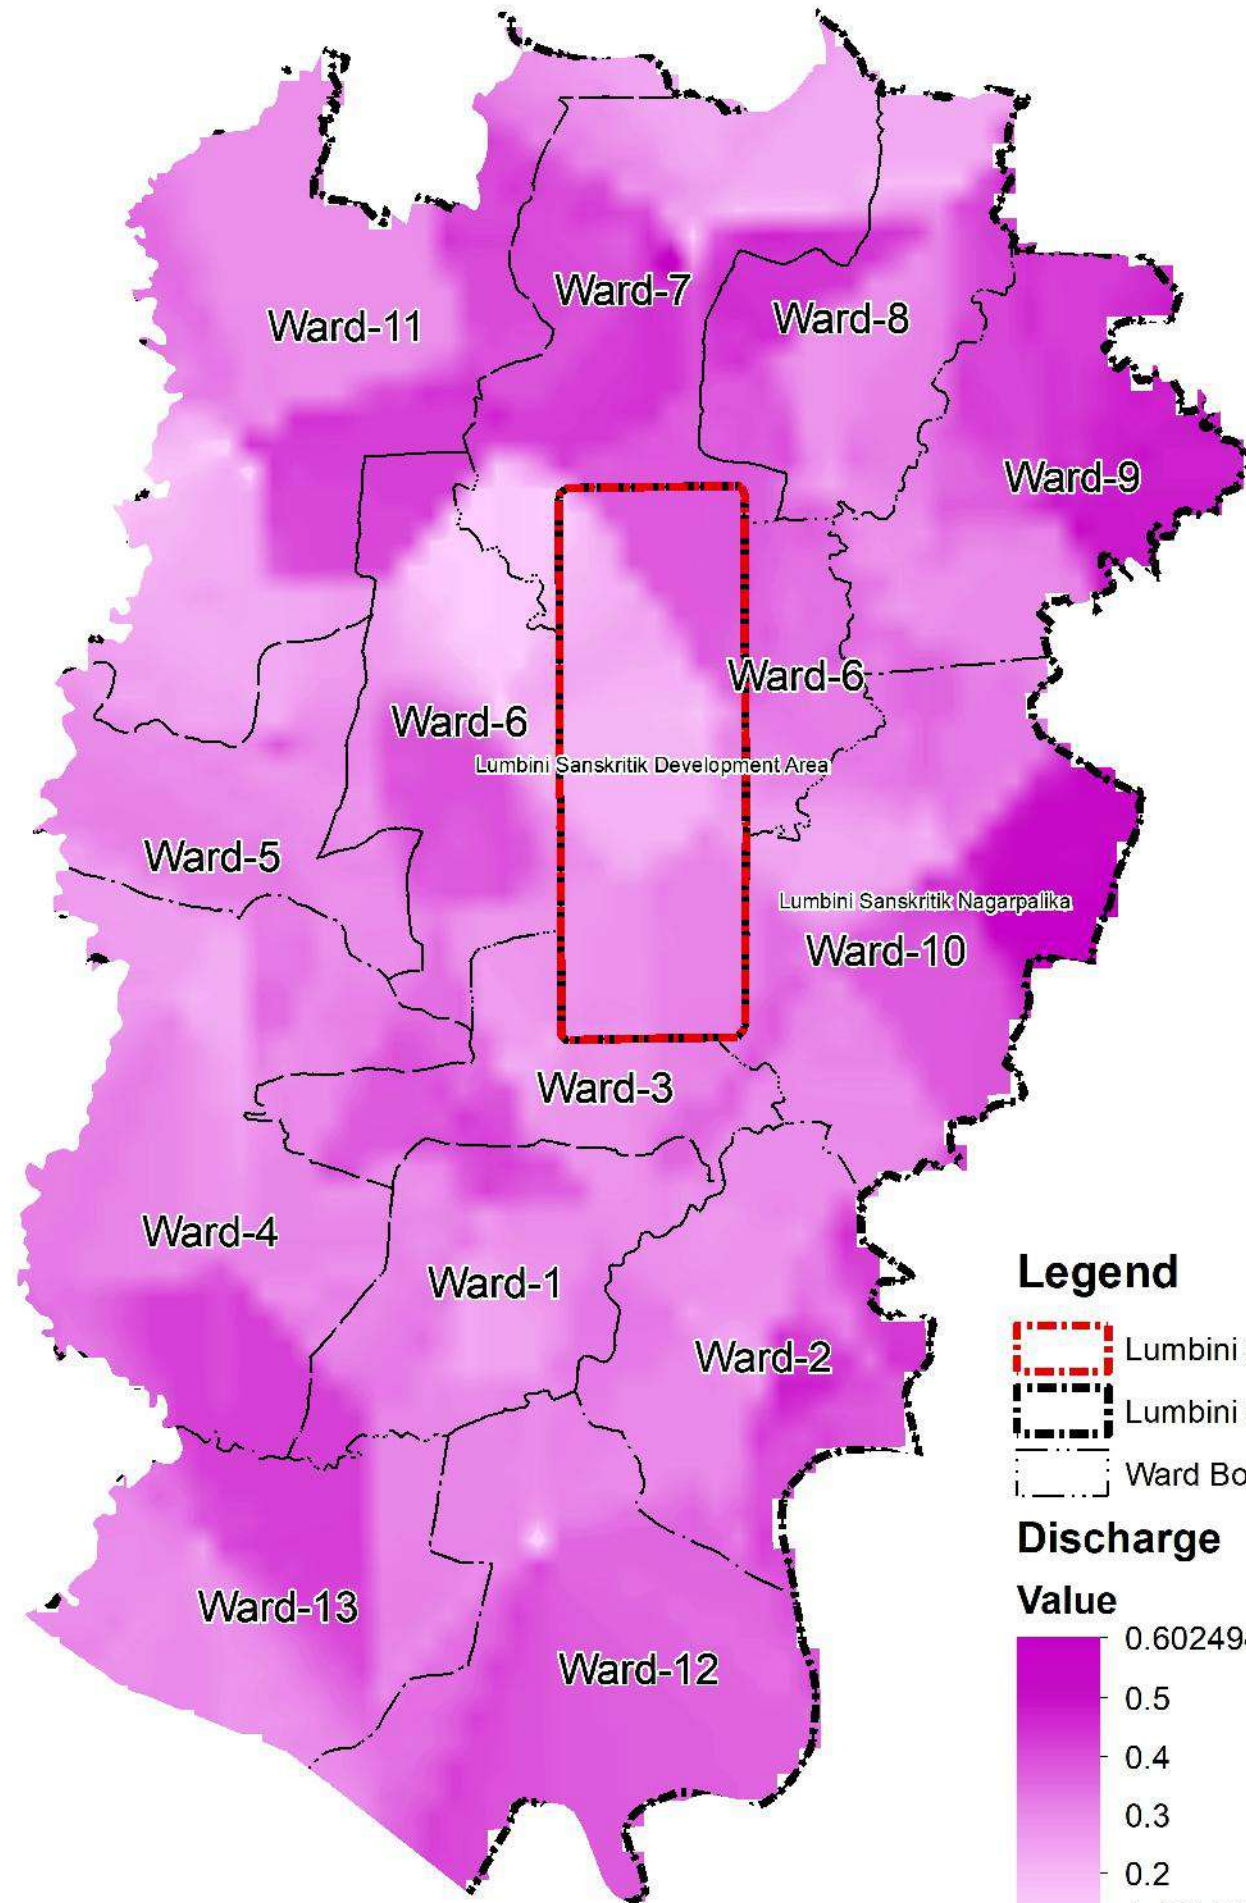 Ward-7
Ward-8
Ward-11
Ward-9
Ward-6
Ward-6
Lumbini Sanskritik Development Area
Ward-5
Lumbini Sanskritik Nagarpalika
Ward-10
Ward-3
Ward-4
Ward-1
Ward-2
Ward-13
Ward-12
Legend
Lumbini
Lumbini
Ward Bo
Discharge
Value
0.60249
0.5
0.4
0.3
0.2